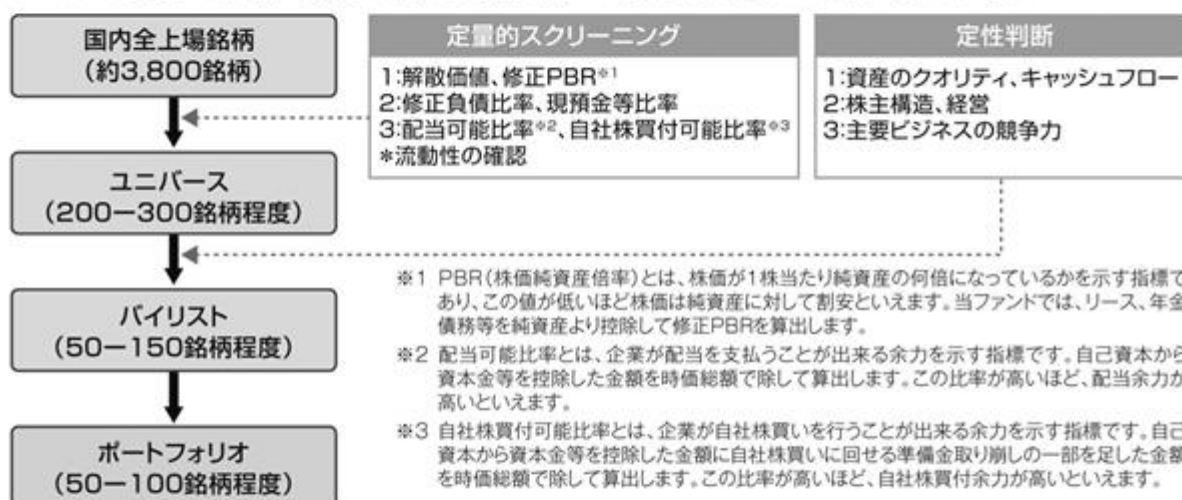 国内全上場銘柄
(約3,800銘柄)
定量的スクリーニング
1:解散価値、修正PBR※1
2:修正負債比率、現預金等比率
3:配当可能比率※2、自社株買付可能比率※3
*流動性の確認
定性判断
1:資産のクオリティ、キャッシュフロー
2:株主構造、経営
3:主要ビジネスの競争力
ユニバース
(200ー300銘柄程度)
バイリスト
(50ー150銘柄程度)
ポートフォリオ
(50ー100銘柄程度)
※1 PBR(株価純資産倍率)とは、株価が1株当たり純資産の何倍になっているかを示す指標で
あり、この値が低いほど株価は純資産に対して割安といえます。当ファンドでは、リース、年金
債務等を純資産より控除して修正PBRを算出します。
※2 配当可能比率とは、企業が配当を支払うことが出来る余力を示す指標です。自己資本から
資本金等を控除した金額を時価総額で除して算出します。この比率が高いほど、配当余力が
高いといえます。
※3 自社株買付可能比率とは、企業が自社株買いを行うことが出来る余力を示す指標です。自己
資本から資本金等を控除した金額に自社株買いに回せる準備金取り崩しの一部を足した金額
を時価総額で除して算出します。この比率が高いほど、自社株買付余力が高いといえます。